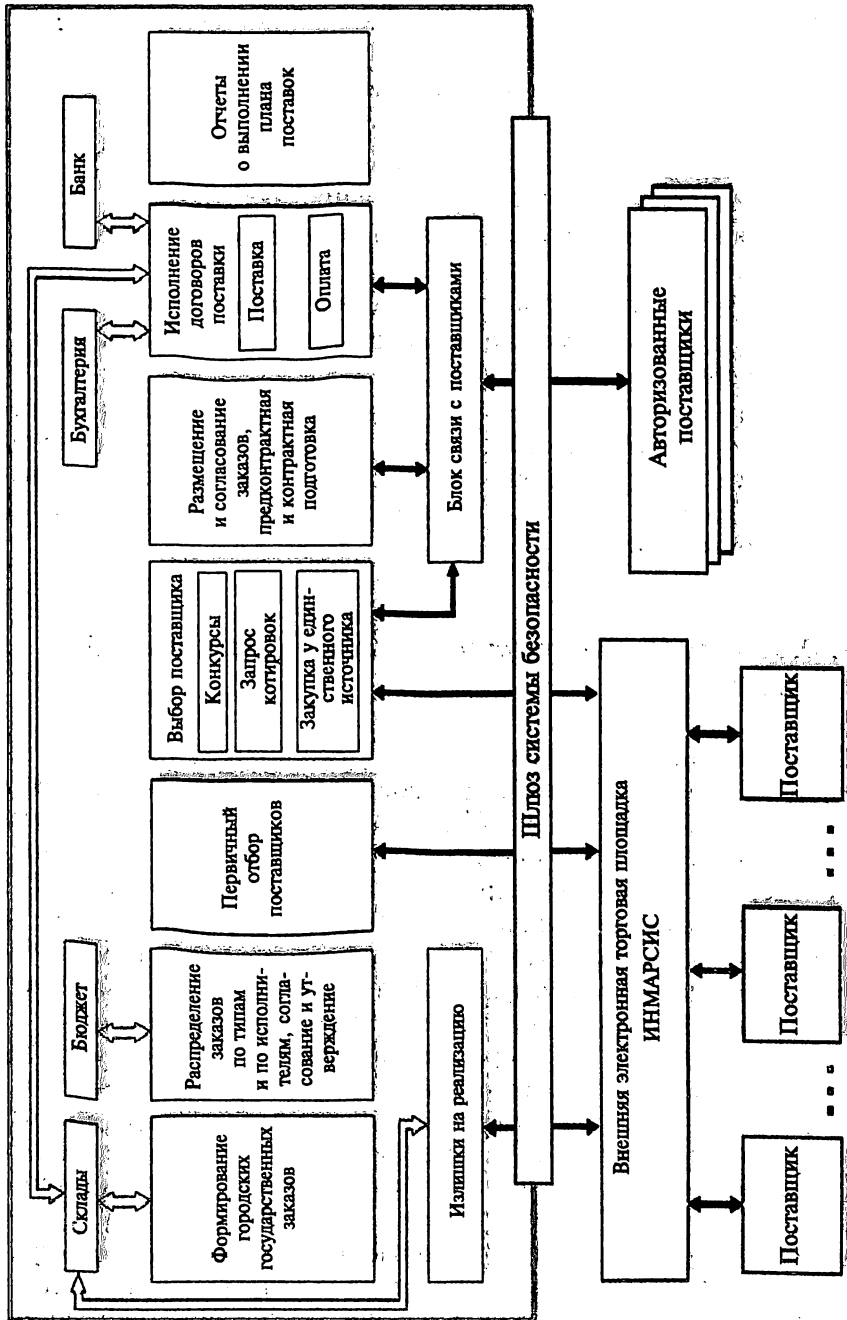 Склады
Бюджет
Бухгалтерия
Банк
Формирование
городских
государственных
заказов
Распределение
заказов
по типам
и по исполни-
телям, согла-
сование и ут-
верждение
Первичный
отбор
поставщиков
Выбор поставщика
Конкурсы
Запрос
котировок
Закупка у един-
ственного
источника
Размещение
и согласование
заказов,
предконтрактная
и контрактная
подготовка
Исполнение
договоров
поставки
Поставка
Оплата
Отчеты
о выполнении
плана
поставок
Излишки на реализацию
Блок связи с поставщиками
Шлюз системы безопасности
Внешняя электронная торговая площадка
ИНМАРСИС
Авторизованные
поставщики
Поставщик
Поставщик
Поставщик